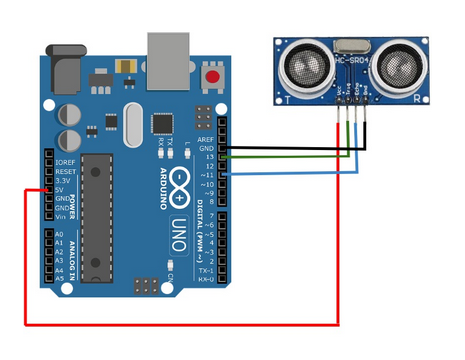 HC-SR04
Vcc
Trig
Echo
Gnd
T
R
IOREF
RESET
3.3V
5V
GND
GND
Vin
POWER
A0
A1
A2
A3
A4
A5
ANALOG IN
RX
TX
L
ARDUINO
UNO
ON
AREF
GND
13
12
~11
~10
~9
8
7
~6
~5
4
~3
2
TX-1
RX-0
DIGITAL (PWM ~)